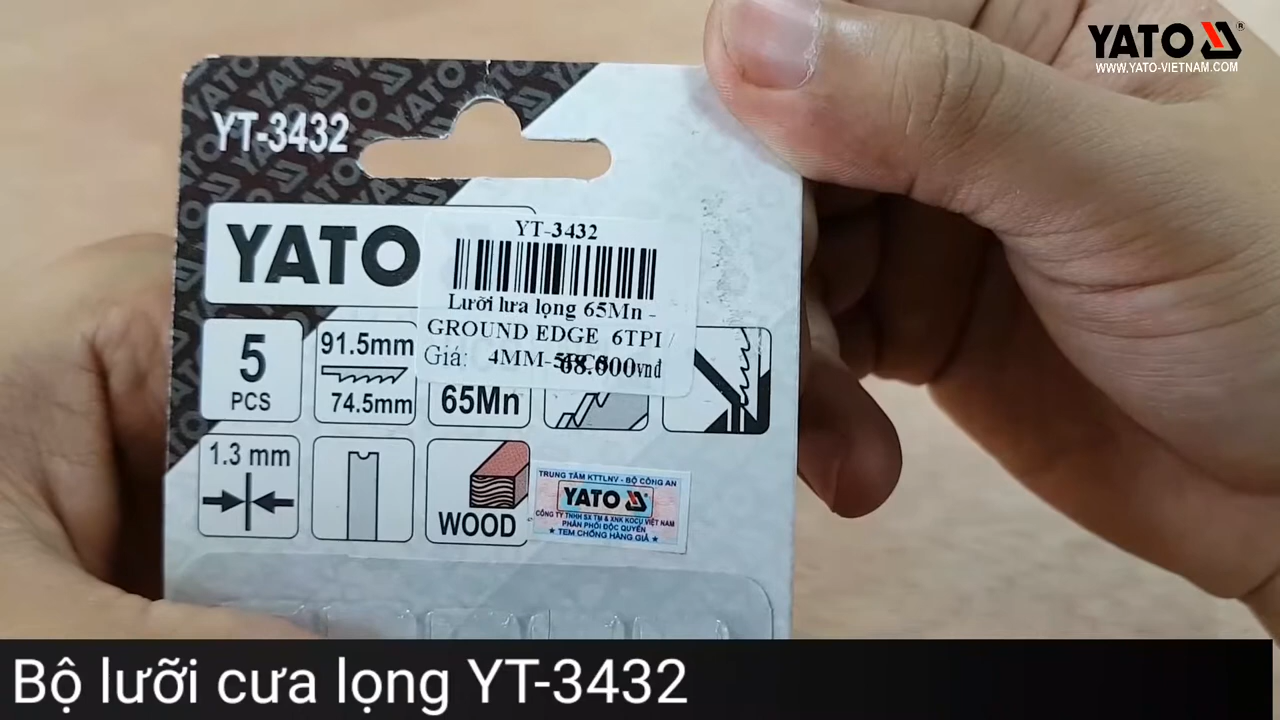 YATO
WWW.YATO-VIETNAM.COM
YT-3432
YATO
YT-3432
Lưỡi lưa lọng 65Mn -
GROUND EDGE 6TPI /
4MM-5PCS
Giá: 68.000vnđ
5
PCS
91.5mm
74.5mm
65Mn
1.3 mm
WOOD
TRUNG TÂM KTTLNV - BỘ CÔNG AN
YATO
CÔNG TY TNHH SX TM & XNK KOCU VIỆT NAM
PHÂN PHỐI ĐỘC QUYỀN
★ TEM CHỐNG HÀNG GIẢ ★
Bộ lưỡi cưa lọng YT-3432